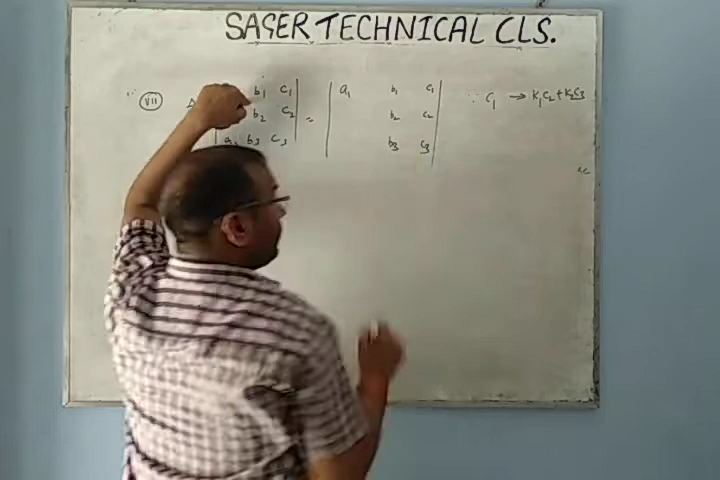 SAGER TECHNICAL CLS.
∵ (VII) b₁ c₁ | = | a₁ b₁ c₁ | ∵ C₁ → K₁C₂+K₂C₃
b₂ c₂ b₂ c₂
a₃ b₃ c₃ b₃ c₃